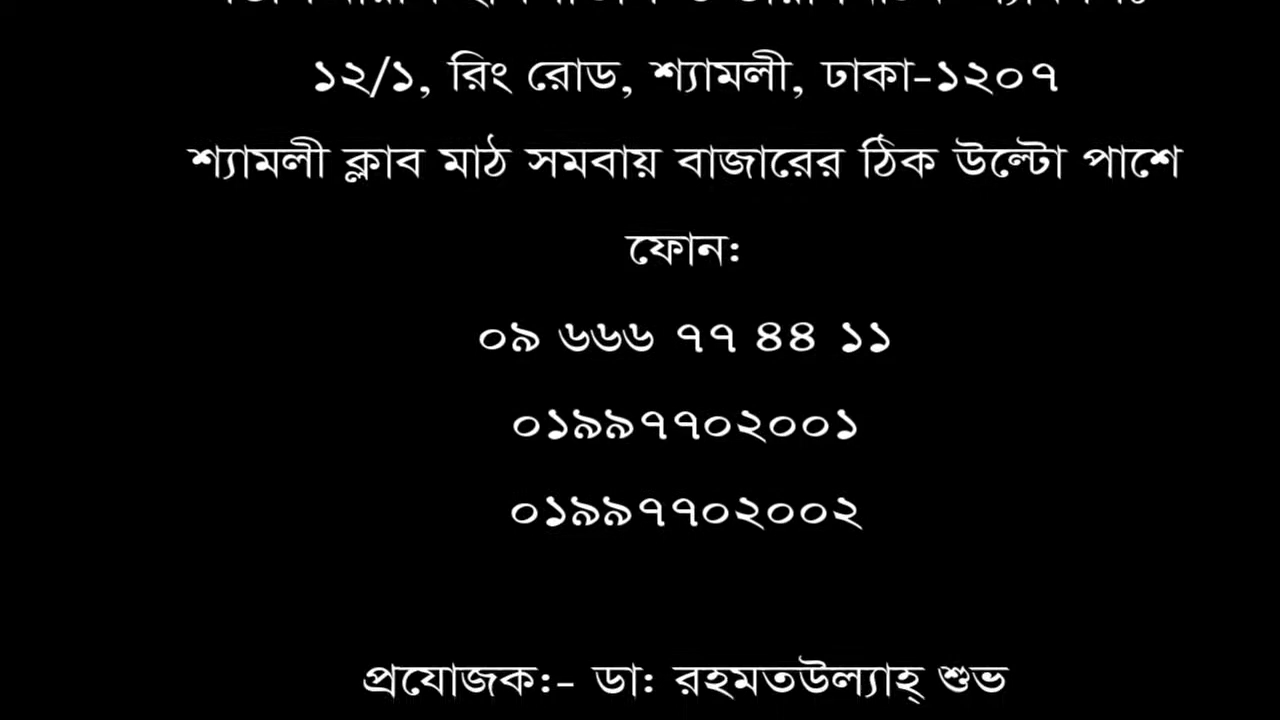 ১২/১, রিং রোড, শ্যামলী, ঢাকা-১২০৭
শ্যামলী ক্লাব মাঠ সমবায় বাজারের ঠিক উল্টো পাশে
ফোন:
০৯ ৬৬৬ ৭৭ ৪৪ ১১
০১৯৯৭৭০২০০১
০১৯৯৭৭০২০০২
প্রযোজক:- ডা: রহমতউল্যাহ্ শুভ